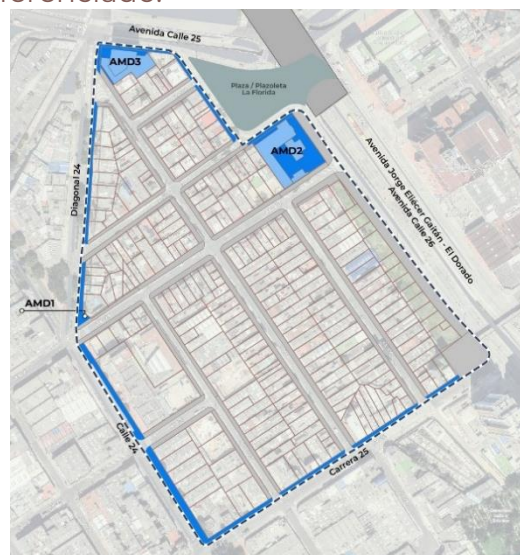 Avenida Calle 25
AMD3
Plaza / Plazoleta
La Florida
AMD2
Avenida Jorge Eliécer Gaitán - El Dorado
Avenida Calle 26
Diagonal 24
AMD1
Calle 24
Carrera 25